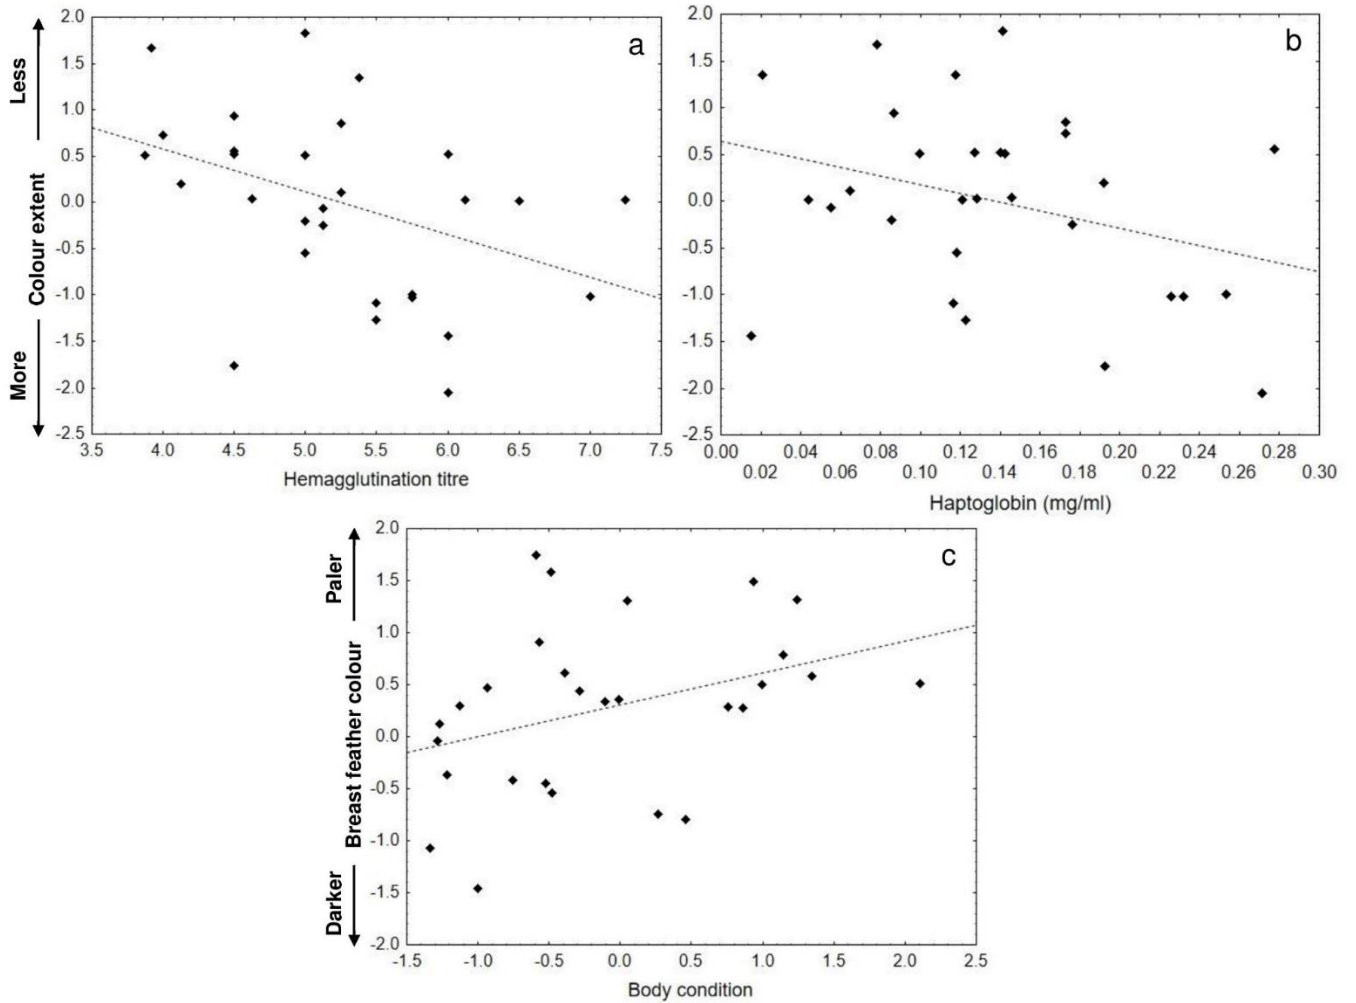 a
2.0
1.5
1.0
0.5
0.0
-0.5
-1.0
-1.5
-2.0
-2.5
Less
Colour extent
More
3.5 4.0 4.5 5.0 5.5 6.0 6.5 7.0 7.5
Hemagglutination titre
b
2.0
1.5
1.0
0.5
0.0
-0.5
-1.0
-1.5
-2.0
-2.5
0.00 0.04 0.08 0.12 0.16 0.20 0.24 0.28
0.02 0.06 0.10 0.14 0.18 0.22 0.26 0.30
Haptoglobin (mg/ml)
c
2.0
1.5
1.0
0.5
0.0
-0.5
-1.0
-1.5
-2.0
Paler
Breast feather colour
Darker
-1.5 -1.0 -0.5 0.0 0.5 1.0 1.5 2.0 2.5
Body condition